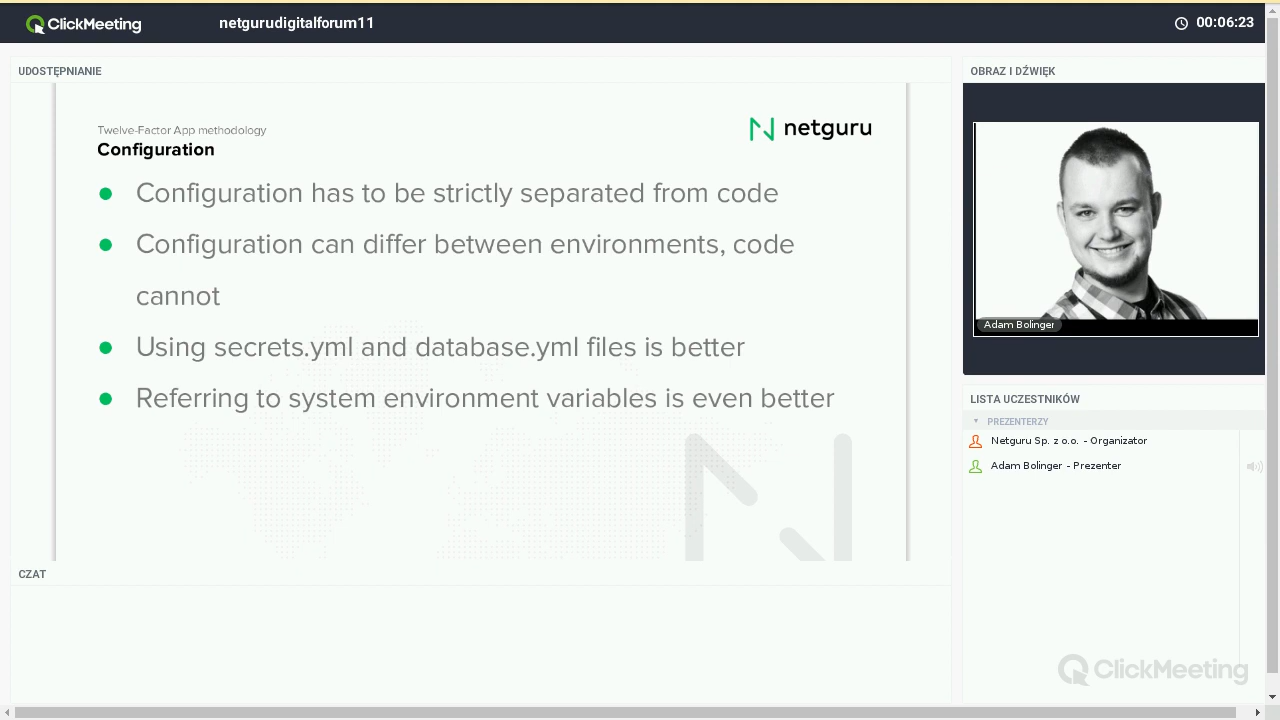 ClickMeeting
netgurudigitalforum11
00:06:23
UDOSTĘPNIANIE
Twelve-Factor App methodology
Configuration
netguru
Configuration has to be strictly separated from code
Configuration can differ between environments, code
cannot
Using secrets.yml and database.yml files is better
Referring to system environment variables is even better
CZAT
OBRAZ I DŹWIĘK
Adam Bolinger
LISTA UCZESTNIKÓW
PREZENTERZY
Netguru Sp. z o.o. - Organizator
Adam Bolinger - Prezenter
ClickMeeting